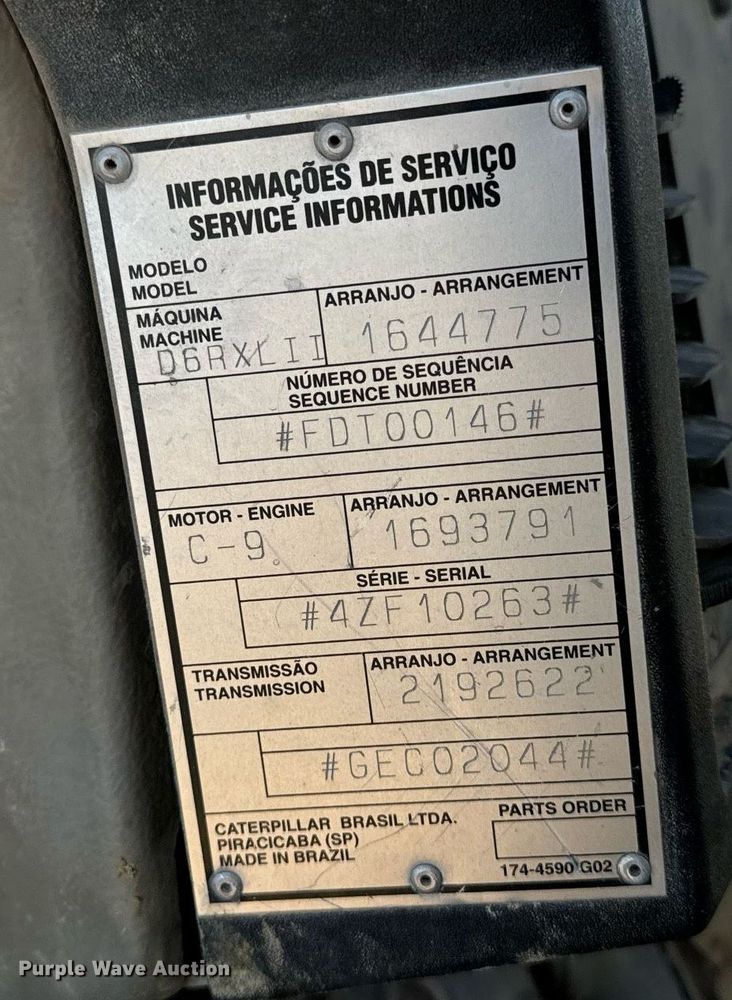 INFORMAÇÕES DE SERVIÇO
SERVICE INFORMATIONS
MODELO
MODEL
MÁQUINA
MACHINE
D6RXLII
ARRANJO - ARRANGEMENT
1644775
NÚMERO DE SEQUÊNCIA
SEQUENCE NUMBER
#FDT00146#
MOTOR - ENGINE
C-9
ARRANJO - ARRANGEMENT
1693791
SÉRIE - SERIAL
#4ZF10263#
TRANSMISSÃO
TRANSMISSION
ARRANJO - ARRANGEMENT
2192622
#GEC02044#
CATERPILLAR BRASIL LTDA.
PIRACICABA (SP)
MADE IN BRAZIL
PARTS ORDER
174-4590 G02
Purple Wave Auction